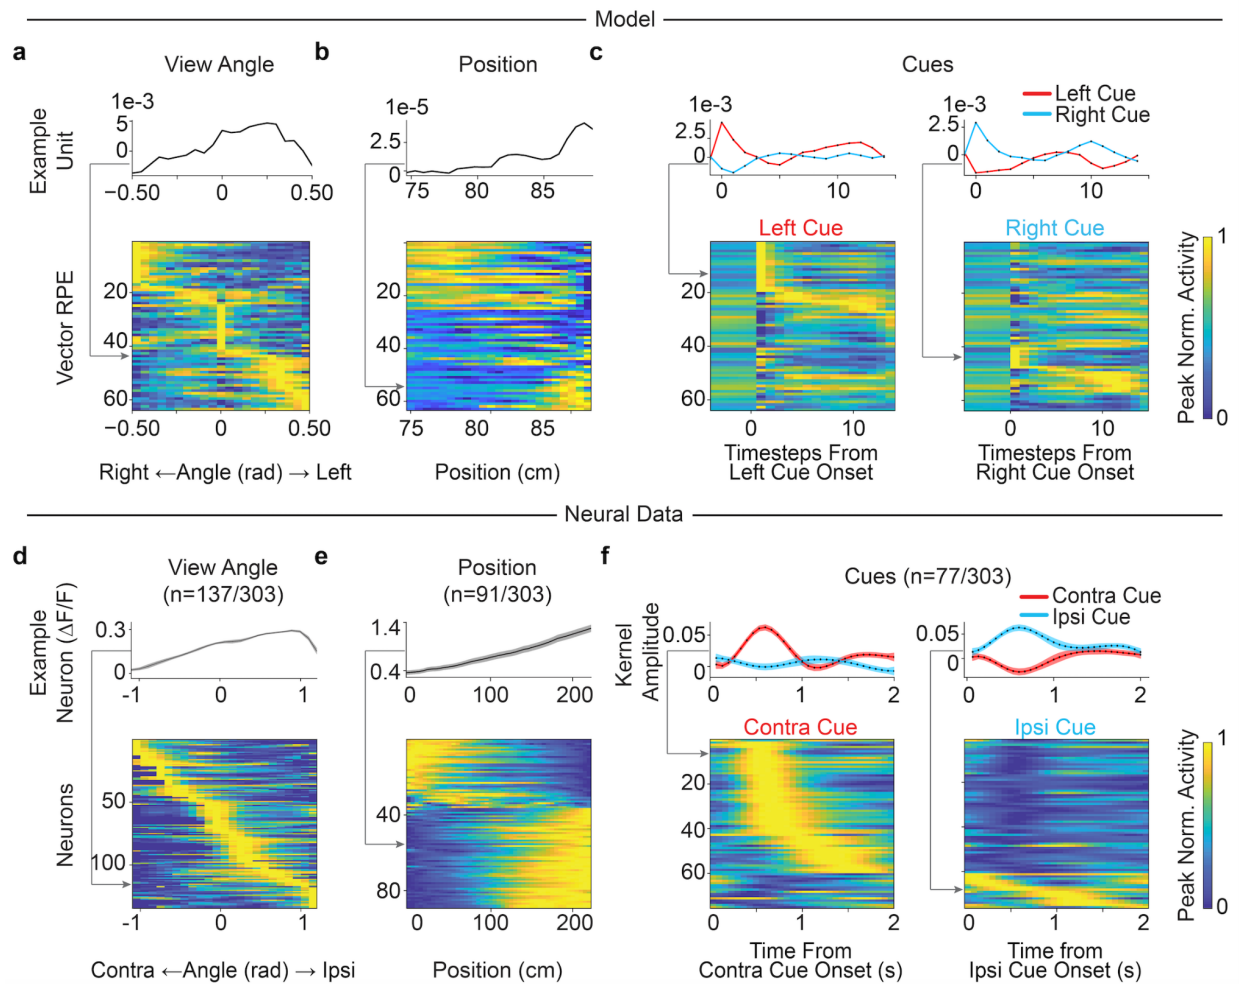 Model
a
View Angle
b
Position
c
Cues
Left Cue
Right Cue
Example
Unit
1e-3
5
0
−0.50
0
0.50
1e-5
2.5
0
75
80
85
1e-3
2.5
0
0
10
1e-3
2.5
0
0
10
Left Cue
Right Cue
Vector RPE
20
40
60
−0.50
0
0.50
Right ←Angle (rad) → Left
20
40
60
75
80
85
Position (cm)
20
40
60
0
10
Timesteps From
Left Cue Onset
0
10
Timesteps From
Right Cue Onset
Peak Norm. Activity
1
0
Neural Data
d
View Angle
(n=137/303)
e
Position
(n=91/303)
f
Cues (n=77/303)
Contra Cue
Ipsi Cue
Example
Neuron (ΔF/F)
0.3
0
-1
0
1
1.4
0.4
0
100
200
Kernel
Amplitude
0.05
0
0
1
2
0.05
0
0
1
2
Contra Cue
Ipsi Cue
Neurons
50
100
-1
0
1
Contra ←Angle (rad) → Ipsi
40
80
0
100
200
Position (cm)
20
40
60
0
1
2
Time From
Contra Cue Onset (s)
0
1
2
Time from
Ipsi Cue Onset (s)
Peak Norm. Activity
1
0